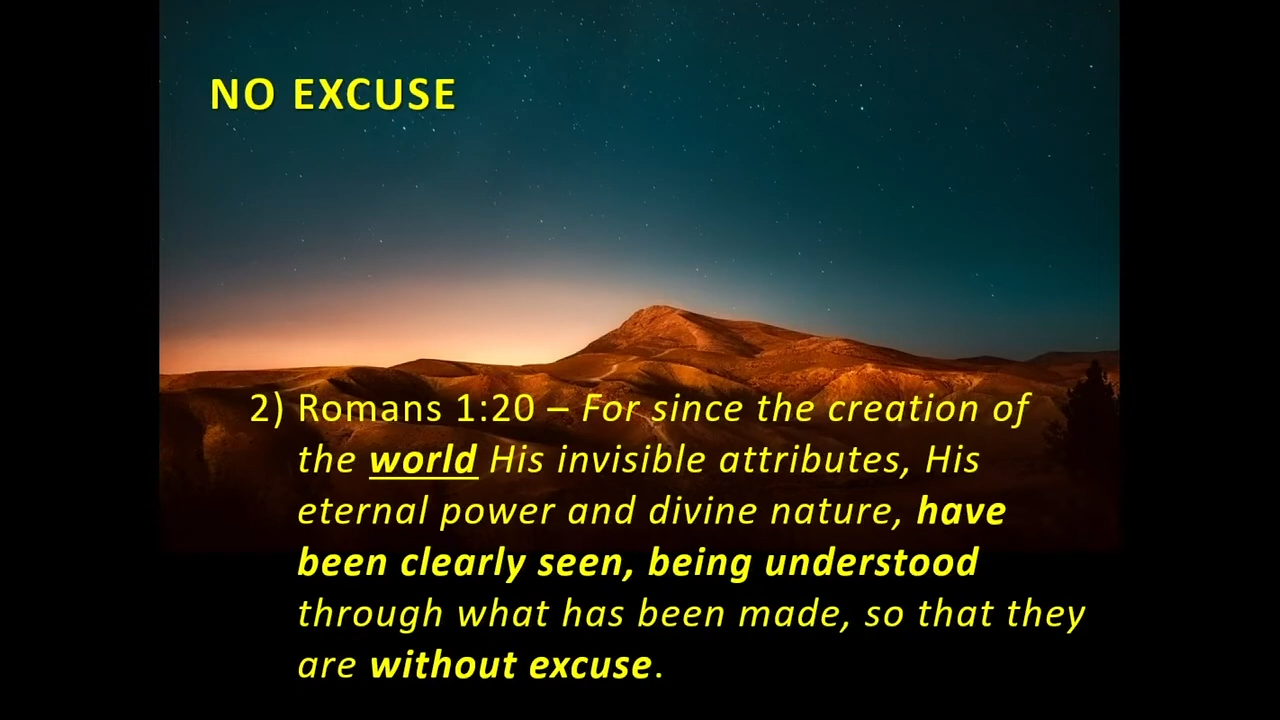 NO EXCUSE
2) Romans 1:20 – For since the creation of
the world His invisible attributes, His
eternal power and divine nature, have
been clearly seen, being understood
through what has been made, so that they
are without excuse.